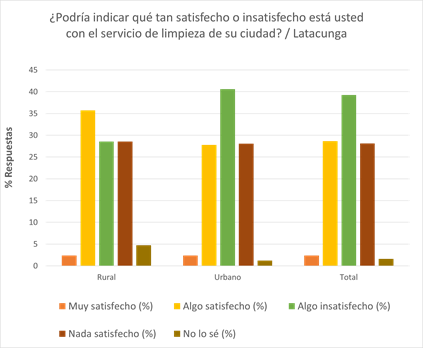 ¿Podría indicar qué tan satisfecho o insatisfecho está usted
con el servicio de limpieza de su ciudad? / Latacunga
45
40
35
30
25
20
15
10
5
0
% Respuestas
Rural Urbano Total
Muy satisfecho (%) Algo satisfecho (%) Algo insatisfecho (%)
Nada satisfecho (%) No lo sé (%)